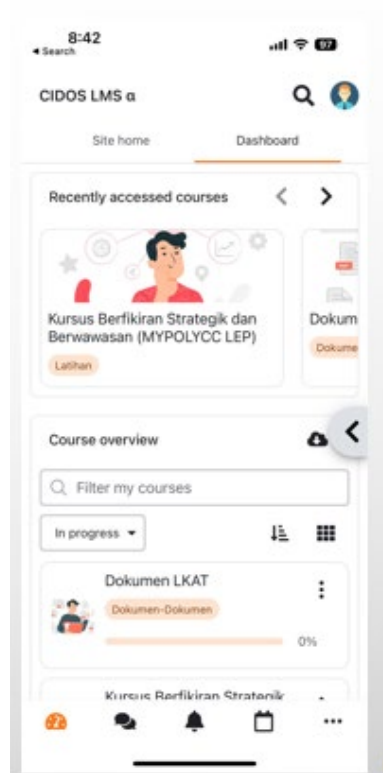 8:42
Search
97
CIDOS LMS α
Site home
Dashboard
Recently accessed courses
Kursus Berfikiran Strategik dan
Berwawasan (MYPOLYCC LEP)
Latihan
Dokum
Dokume
Course overview
Filter my courses
In progress
Dokumen LKAT
Dokumen-Dokumen
0%
Kursus Berfikiran Strategik